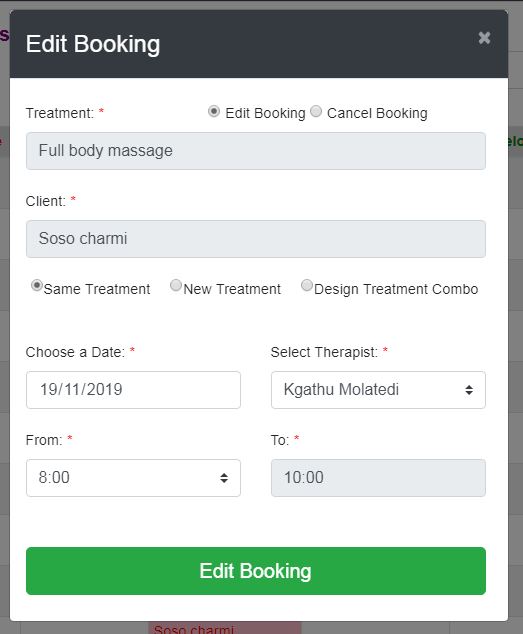 s
Edit Booking ×
Treatment: * Edit Booking Cancel Booking
Full body massage
Client: *
Soso charmi
Same Treatment New Treatment Design Treatment Combo
Choose a Date: * Select Therapist: *
19/11/2019 Kgathu Molatedi
From: * To: *
8:00 10:00
Edit Booking
Soso charmi